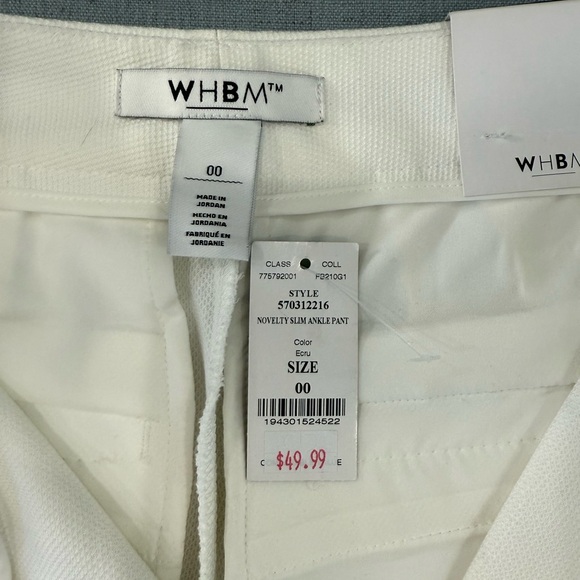 WHBM™
00
MADE IN
JORDAN
HECHO EN
JORDANIA
FABRIQUÉ EN
JORDANIE
WHBM
CLASS COLL
775792001 PB210G1
STYLE
570312216
NOVELTY SLIM ANKLE PANT
Color
Ecru
SIZE
00
194301524522
$49.99